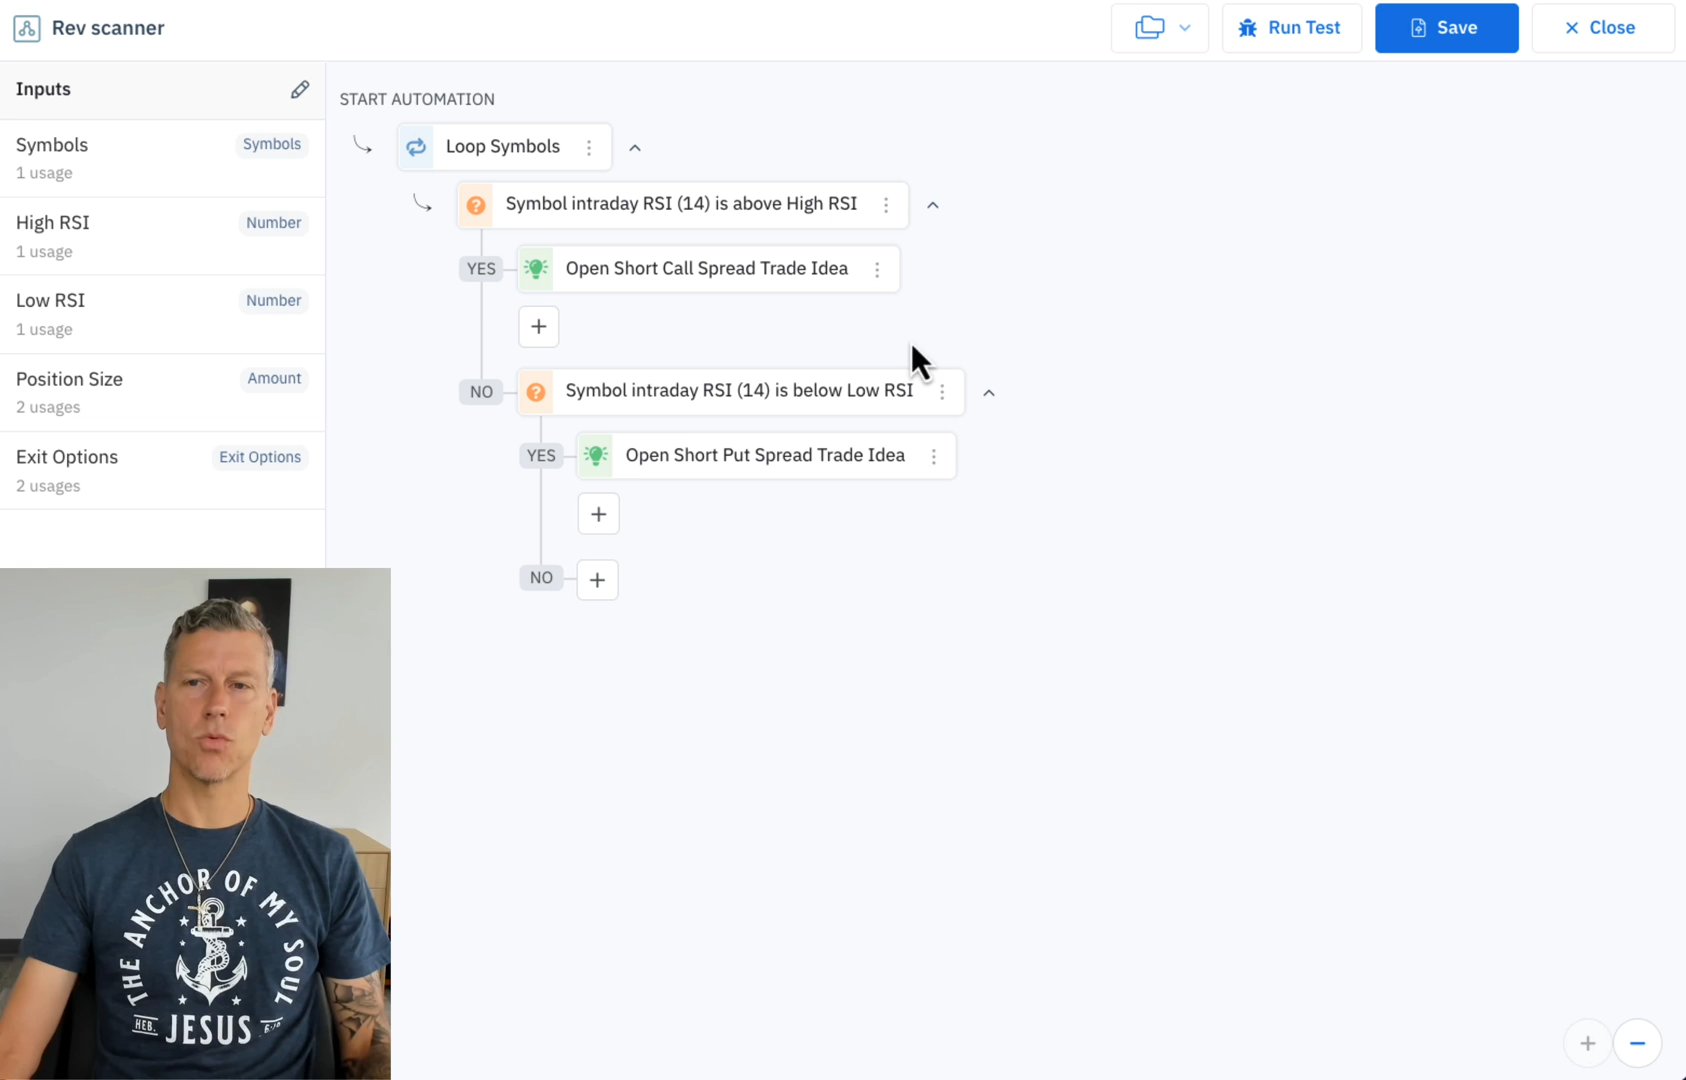 Rev scanner
Run Test
Save
Close
Inputs
Symbols
Symbols
1 usage
High RSI
Number
1 usage
Low RSI
Number
1 usage
Position Size
Amount
2 usages
Exit Options
Exit Options
2 usages
START AUTOMATION
Loop Symbols
Symbol intraday RSI (14) is above High RSI
YES
Open Short Call Spread Trade Idea
NO
Symbol intraday RSI (14) is below Low RSI
YES
Open Short Put Spread Trade Idea
NO
THE ANCHOR OF MY SOUL
HEB.
JESUS